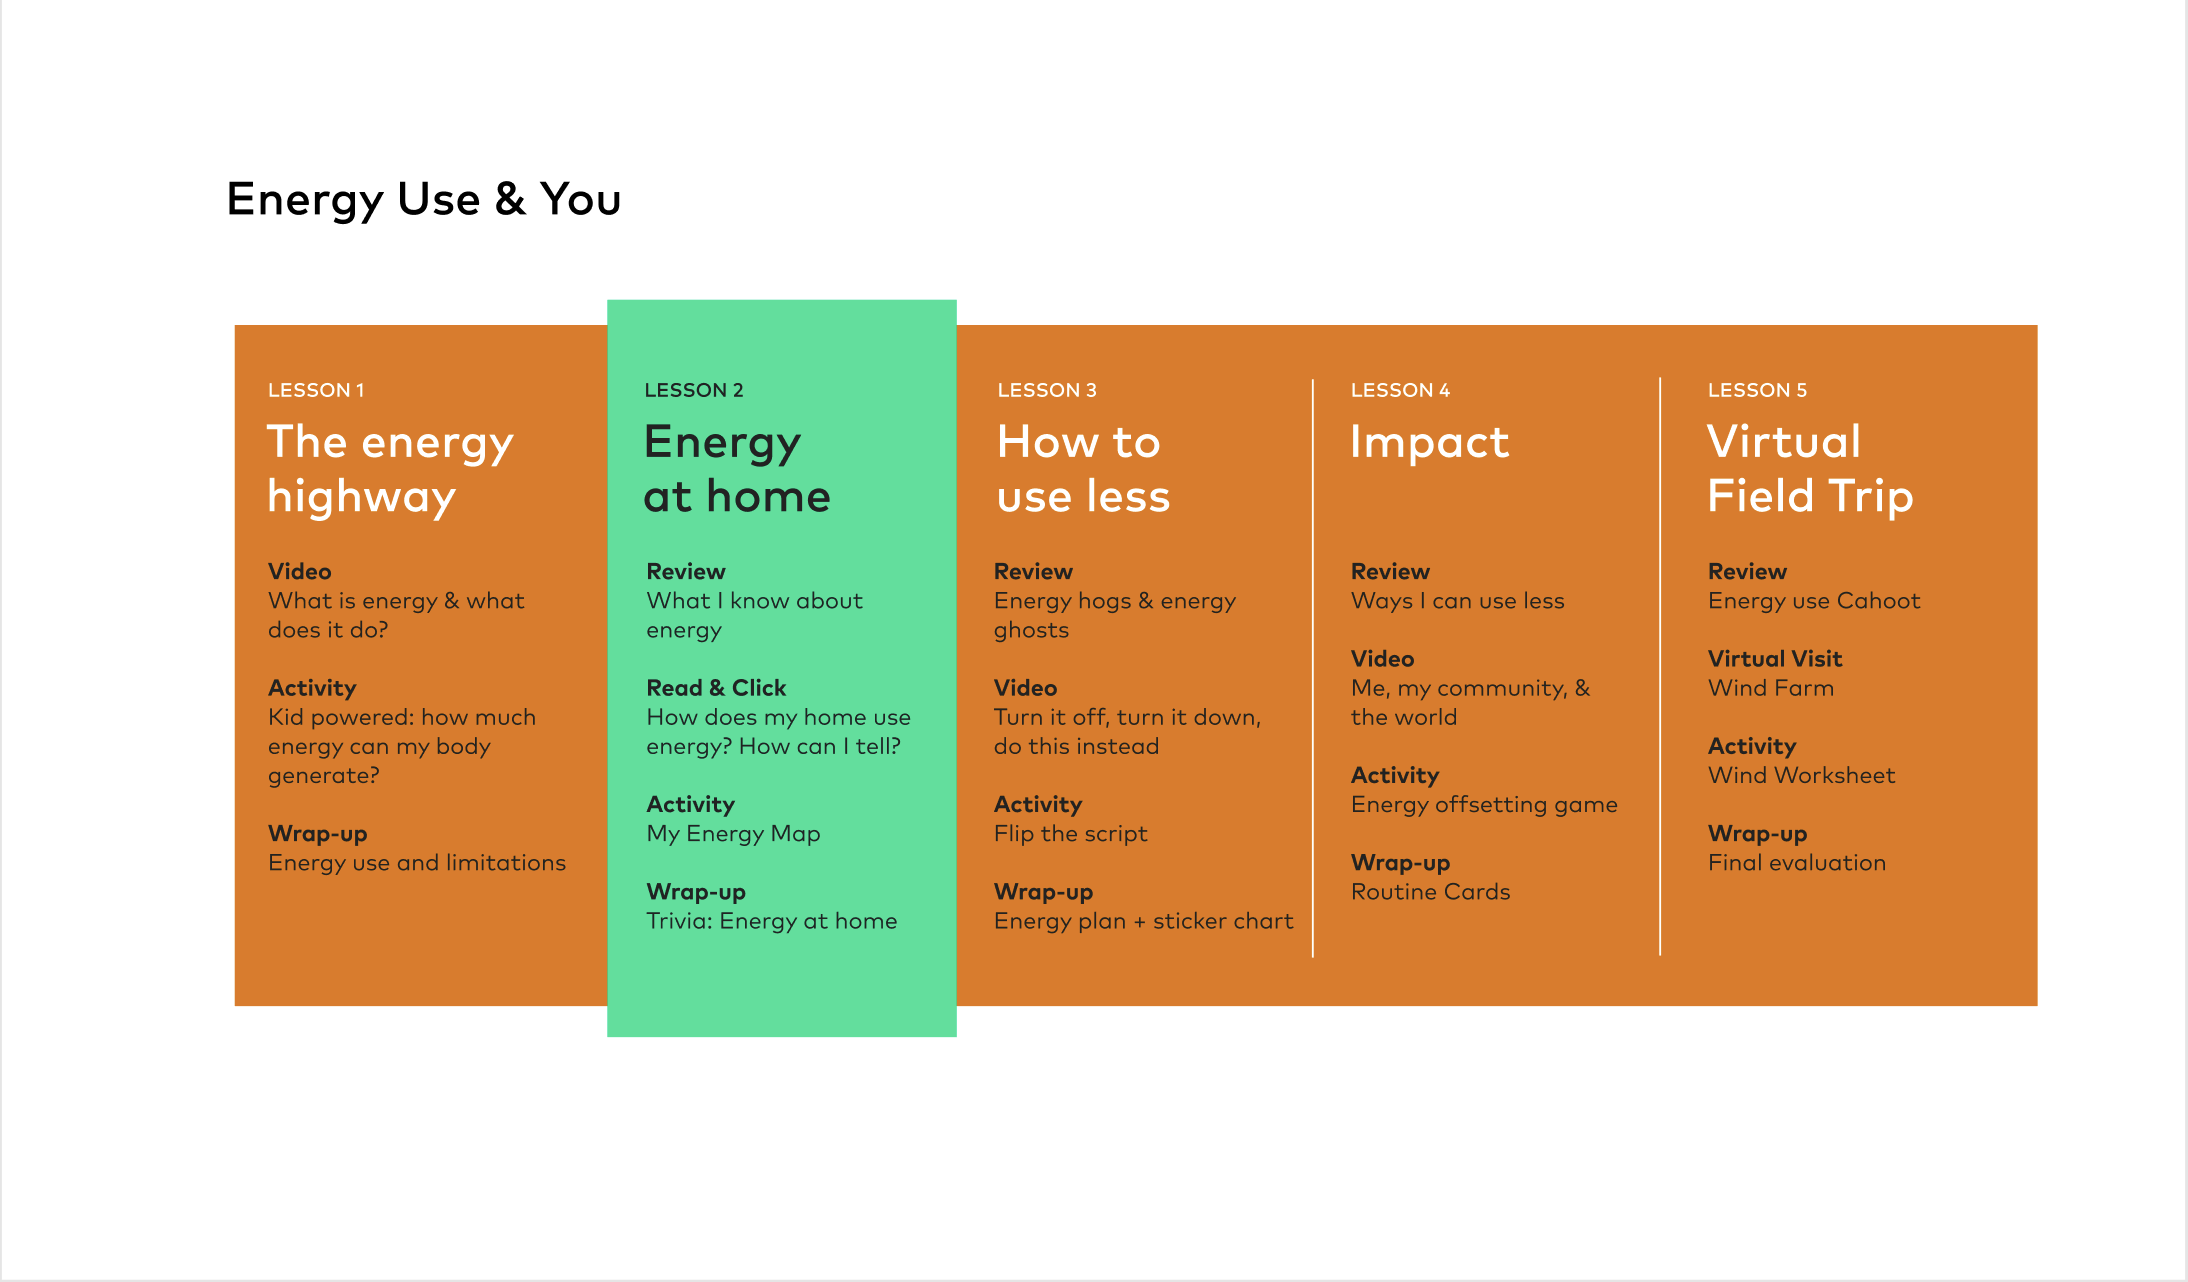 Energy Use & You
LESSON 1
The energy
highway
Video
What is energy & what
does it do?
Activity
Kid powered: how much
energy can my body
generate?
Wrap-up
Energy use and limitations
LESSON 2
Energy
at home
Review
What I know about
energy
Read & Click
How does my home use
energy? How can I tell?
Activity
My Energy Map
Wrap-up
Trivia: Energy at home
LESSON 3
How to
use less
Review
Energy hogs & energy
ghosts
Video
Turn it off, turn it down,
do this instead
Activity
Flip the script
Wrap-up
Energy plan + sticker chart
LESSON 4
Impact
Review
Ways I can use less
Video
Me, my community, &
the world
Activity
Energy offsetting game
Wrap-up
Routine Cards
LESSON 5
Virtual
Field Trip
Review
Energy use Cahoot
Virtual Visit
Wind Farm
Activity
Wind Worksheet
Wrap-up
Final evaluation